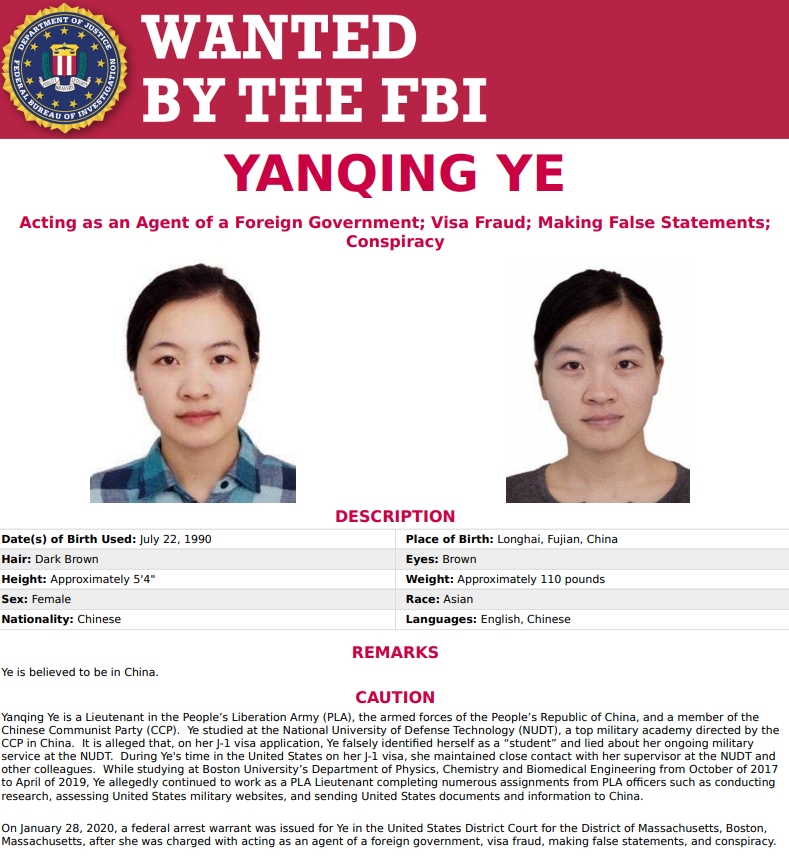 DEPARTMENT OF JUSTICE
FEDERAL BUREAU OF INVESTIGATION
WANTED
BY THE FBI
YANQING YE
Acting as an Agent of a Foreign Government; Visa Fraud; Making False Statements;
Conspiracy
DESCRIPTION
Date(s) of Birth Used: July 22, 1990 Place of Birth: Longhai, Fujian, China
Hair: Dark Brown Eyes: Brown
Height: Approximately 5'4" Weight: Approximately 110 pounds
Sex: Female Race: Asian
Nationality: Chinese Languages: English, Chinese
REMARKS
Ye is believed to be in China.
CAUTION
Yanqing Ye is a Lieutenant in the People’s Liberation Army (PLA), the armed forces of the People’s Republic of China, and a member of the
Chinese Communist Party (CCP). Ye studied at the National University of Defense Technology (NUDT), a top military academy directed by the
CCP in China. It is alleged that, on her J-1 visa application, Ye falsely identified herself as a “student” and lied about her ongoing military
service at the NUDT. During Ye's time in the United States on her J-1 visa, she maintained close contact with her supervisor at the NUDT and
other colleagues. While studying at Boston University’s Department of Physics, Chemistry and Biomedical Engineering from October of 2017
to April of 2019, Ye allegedly continued to work as a PLA Lieutenant completing numerous assignments from PLA officers such as conducting
research, assessing United States military websites, and sending United States documents and information to China.
On January 28, 2020, a federal arrest warrant was issued for Ye in the United States District Court for the District of Massachusetts, Boston,
Massachusetts, after she was charged with acting as an agent of a foreign government, visa fraud, making false statements, and conspiracy.